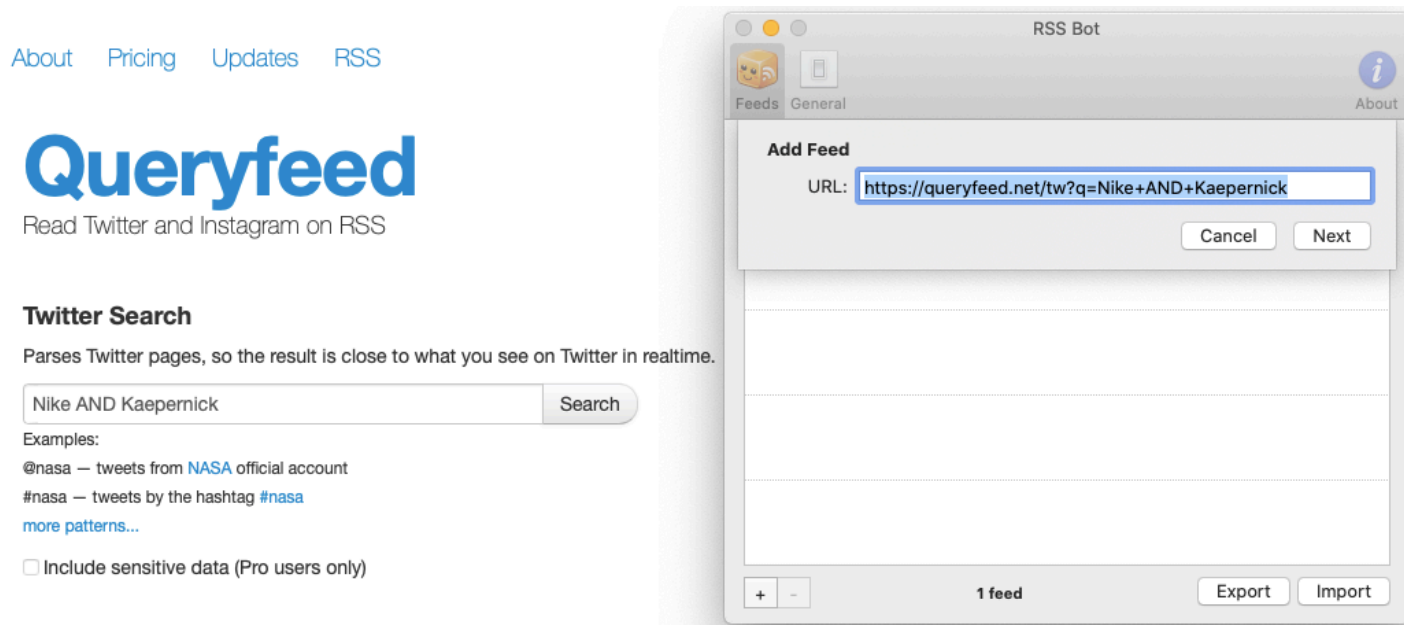 About Pricing Updates RSS
Queryfeed
Read Twitter and Instagram on RSS
Twitter Search
Parses Twitter pages, so the result is close to what you see on Twitter in realtime.
Nike AND Kaepernick Search
Examples:
@nasa — tweets from NASA official account
#nasa — tweets by the hashtag #nasa
more patterns...
Include sensitive data (Pro users only)
RSS Bot
Feeds General About
Add Feed
URL: https://queryfeed.net/tw?q=Nike+AND+Kaepernick
Cancel Next
+ - 1 feed Export Import